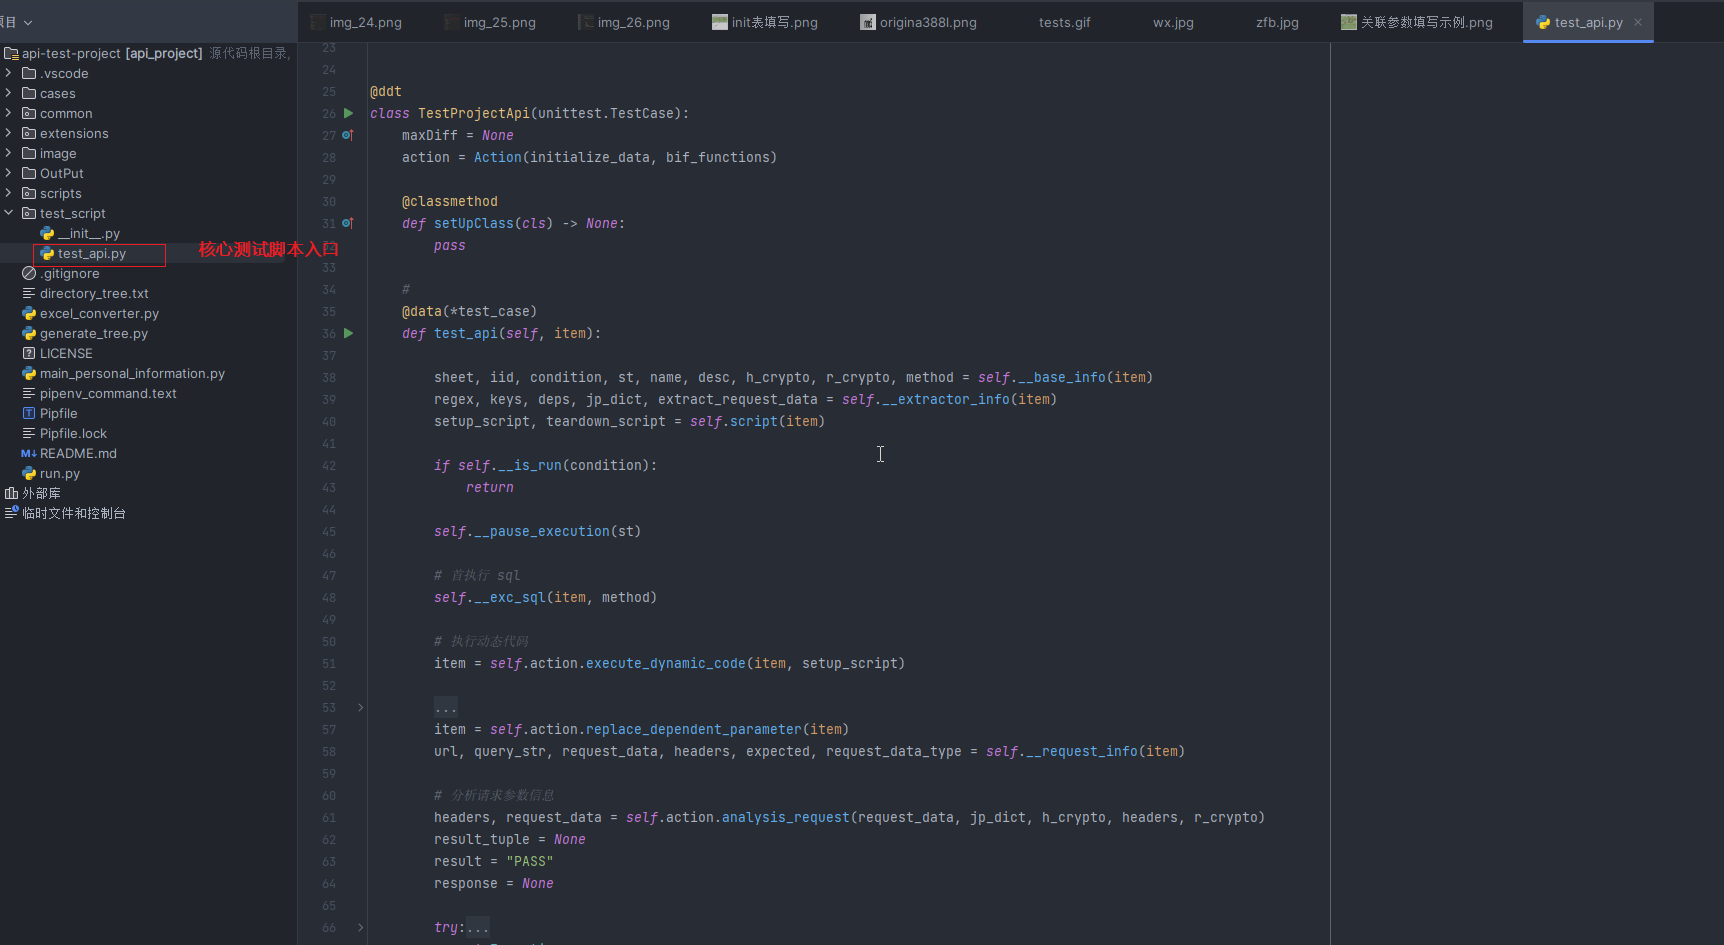 项目
img_24.png
img_25.png
img_26.png
init表填写.png
origina388l.png
tests.gif
wx.jpg
zfb.jpg
关联参数填写示例.png
test_api.py
api-test-project [api_project] 源代码根目录,
.vscode
cases
common
extensions
image
OutPut
scripts
test_script
__init__.py
test_api.py
核心测试脚本入口
.gitignore
directory_tree.txt
excel_converter.py
generate_tree.py
LICENSE
main_personal_information.py
pipenv_command.text
Pipfile
Pipfile.lock
README.md
run.py
外部库
临时文件和控制台
23
24
25 @ddt
26 class TestProjectApi(unittest.TestCase):
27 maxDiff = None
28 action = Action(initialize_data, bif_functions)
29
30 @classmethod
31 def setUpClass(cls) -> None:
pass
33
34 #
35 @data(*test_case)
36 def test_api(self, item):
37
38 sheet, iid, condition, st, name, desc, h_crypto, r_crypto, method = self.__base_info(item)
39 regex, keys, deps, jp_dict, extract_request_data = self.__extractor_info(item)
40 setup_script, teardown_script = self.script(item)
41
42 if self.__is_run(condition):
43 return
44
45 self.__pause_execution(st)
46
47 # 首执行 sql
48 self.__exc_sql(item, method)
49
50 # 执行动态代码
51 item = self.action.execute_dynamic_code(item, setup_script)
52
53 ...
57 item = self.action.replace_dependent_parameter(item)
58 url, query_str, request_data, headers, expected, request_data_type = self.__request_info(item)
59
60 # 分析请求参数信息
61 headers, request_data = self.action.analysis_request(request_data, jp_dict, h_crypto, headers, r_crypto)
62 result_tuple = None
63 result = "PASS"
64 response = None
65
66 try:...